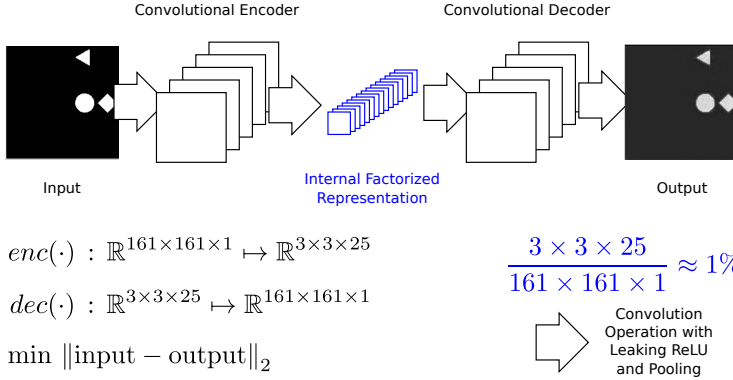 Convolutional Encoder
Convolutional Decoder
Input
Internal Factorized
Representation
Output
enc(·) : ℝ^{161×161×1} ↦ ℝ^{3×3×25}
dec(·) : ℝ^{3×3×25} ↦ ℝ^{161×161×1}
min ‖input − output‖₂
3 × 3 × 25
161 × 161 × 1
≈ 1%
Convolution
Operation with
Leaking ReLU
and Pooling